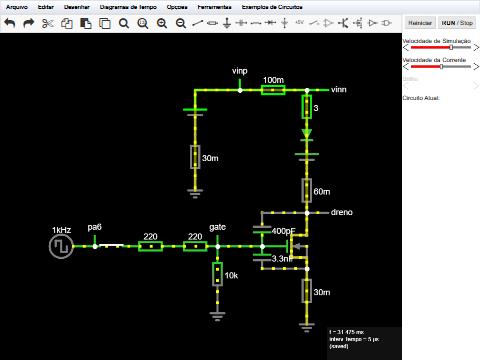 Arquivo Editar Desenhar Diagramas de Tempo Opções Ferramentas Exemplos de Circuitos
Reiniciar RUN / Stop
Velocidade de Simulação
Velocidade da Corrente
Circuito Atual:
vinp
100m
vinn
3
30m
60m
dreno
1kHz
pa6
220
220
gate
400pF
3.3nF
10k
30m
t = 31.475 ms
interv. tempo = 5 µs
(saved)